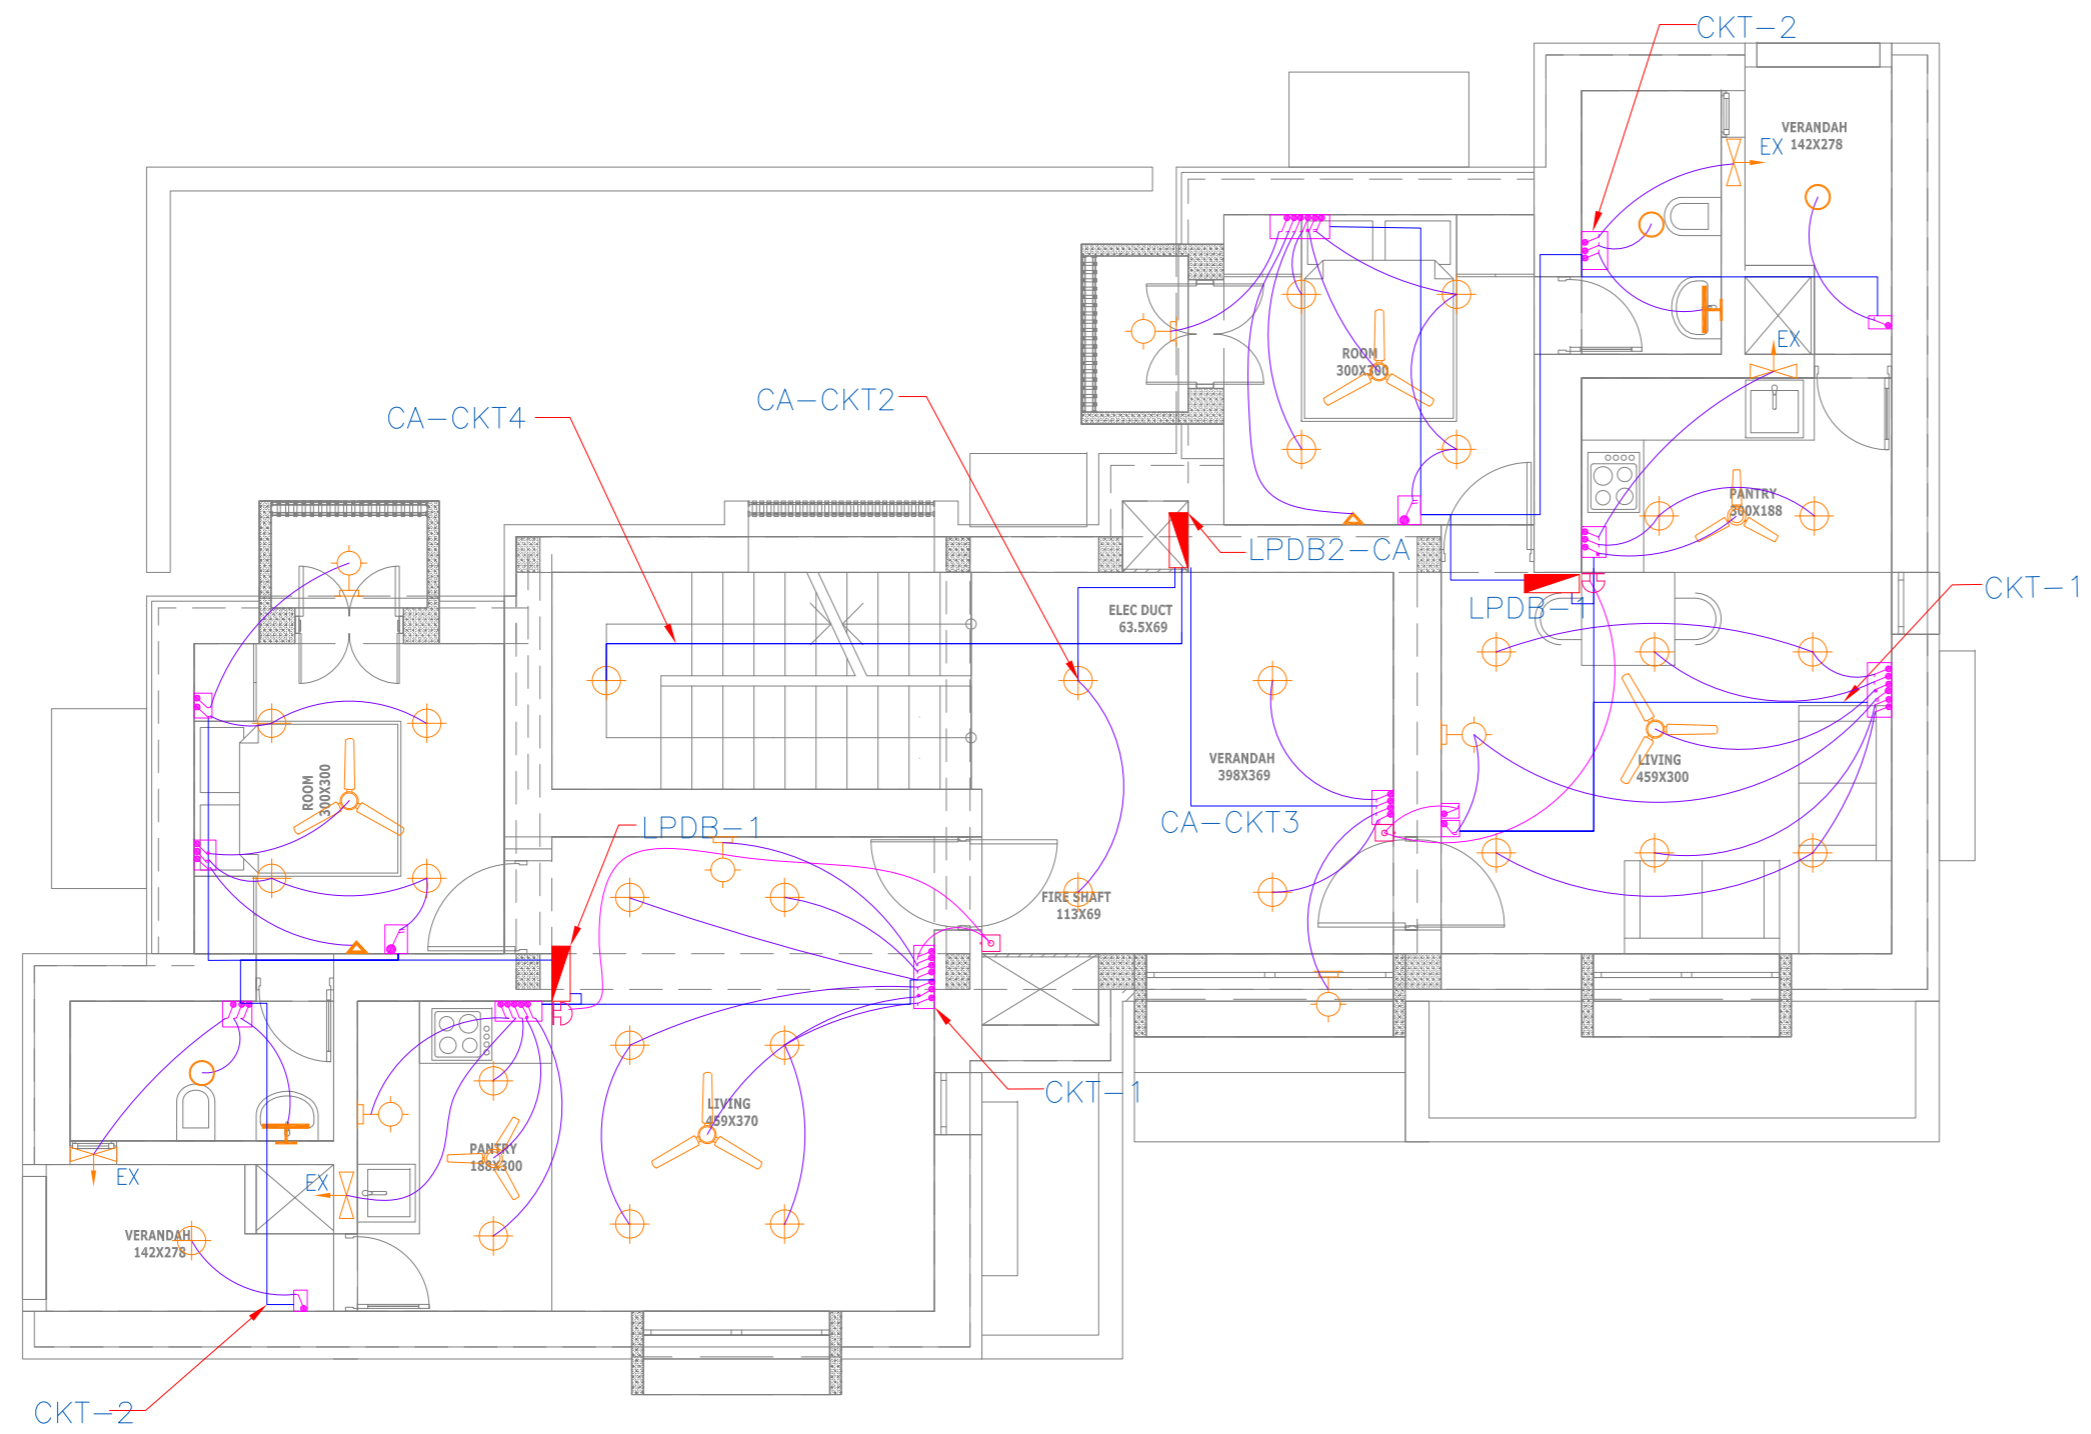 CKT-2
VERANDAH
142X278
EX
ROOM
300X300
EX
CA-CKT2
CA-CKT4
PANTRY
300X188
LPDB2-CA
CKT-1
LPDB-1
ELEC DUCT
63.5X69
VERANDAH
398X369
LIVING
459X300
ROOM
300X300
CA-CKT3
LPDB-1
FIRE SHAFT
113X69
CKT-1
LIVING
459X370
PANTRY
188X300
EX
EX
VERANDAH
142X278
CKT-2